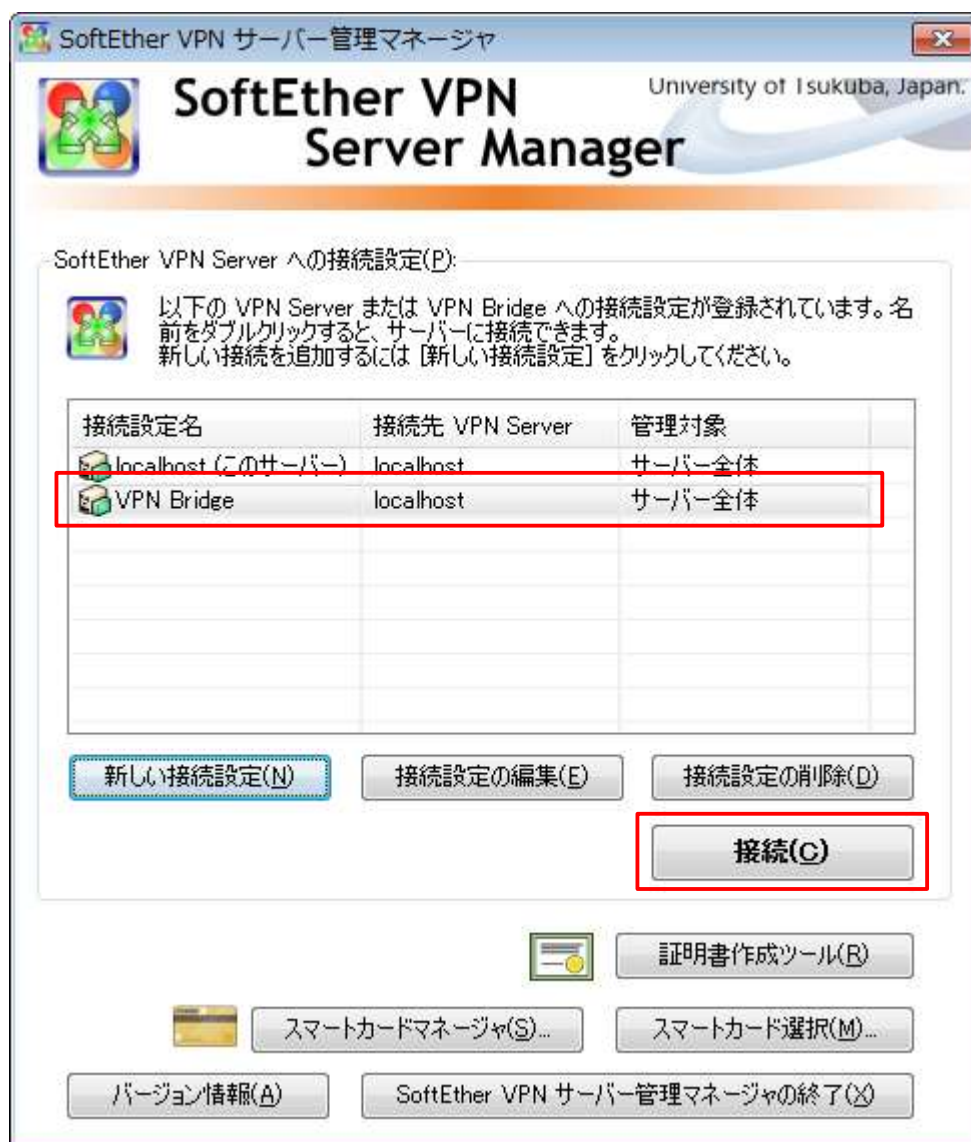 SoftEther VPN サーバー管理マネージャ
SoftEther VPN
Server Manager
University of Tsukuba, Japan.
SoftEther VPN Server への接続設定(P):
以下の VPN Server または VPN Bridge への接続設定が登録されています。名
前をダブルクリックすると、サーバーに接続できます。
新しい接続を追加するには [新しい接続設定] をクリックしてください。
接続設定名 接続先 VPN Server 管理対象
localhost (このサーバー) localhost サーバー全体
VPN Bridge localhost サーバー全体
新しい接続設定(N) 接続設定の編集(E) 接続設定の削除(D)
接続(C)
証明書作成ツール(R)
スマートカードマネージャ(S)... スマートカード選択(M)...
バージョン情報(A) SoftEther VPN サーバー管理マネージャの終了(X)